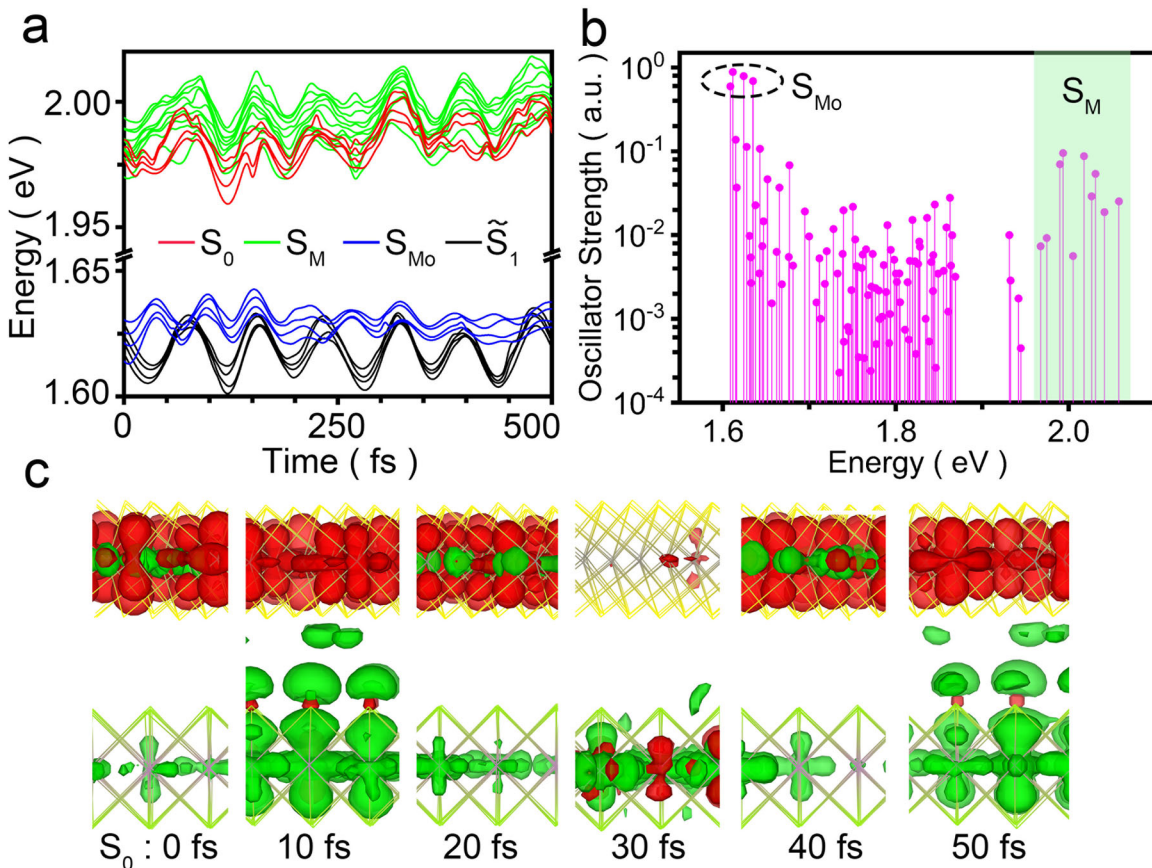 a
2.00
1.95
1.65
1.60
Energy ( eV )
S0 SM SMo S̃1
0 250 500
Time ( fs )
b
10^0
10^-1
10^-2
10^-3
10^-4
Oscillator Strength ( a.u. )
SMo
SM
1.6 1.8 2.0
Energy ( eV )
c
S0 : 0 fs 10 fs 20 fs 30 fs 40 fs 50 fs